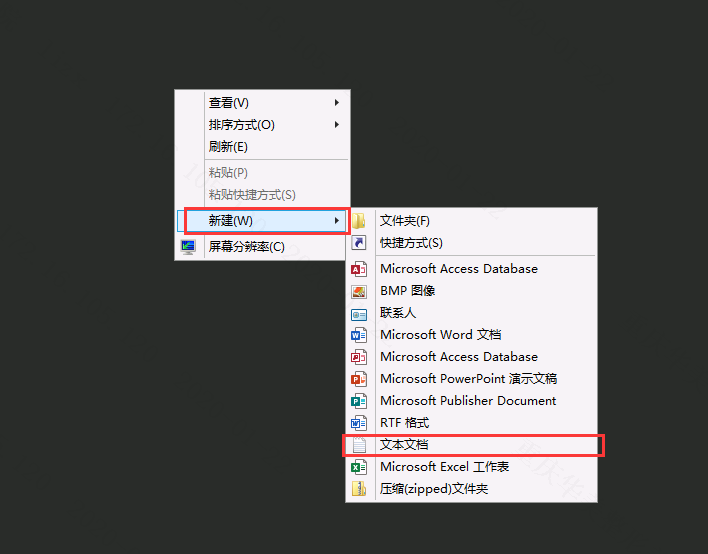 查看(V)
排序方式(O)
刷新(E)
粘贴(P)
粘贴快捷方式(S)
新建(W)
屏幕分辨率(C)
文件夹(F)
快捷方式(S)
Microsoft Access Database
BMP 图像
联系人
Microsoft Word 文档
Microsoft Access Database
Microsoft PowerPoint 演示文稿
Microsoft Publisher Document
RTF 格式
文本文档
Microsoft Excel 工作表
压缩(zipped)文件夹